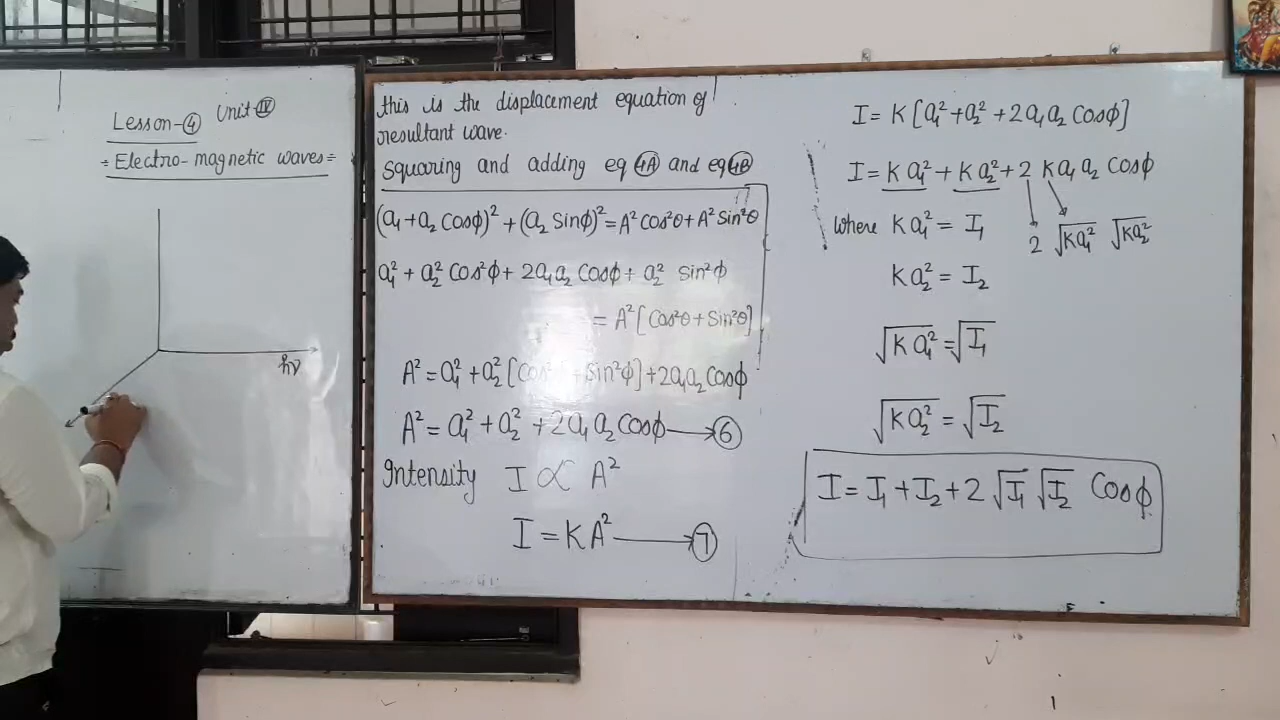 Lesson-④ Unit Ⅳ
= Electro-magnetic waves =
hν
this is the displacement equation of
resultant wave.
squaring and adding eq ④A and eq ④B
(a₁+a₂ Cosϕ)² + (a₂ Sinϕ)² = A² Cos²θ + A² Sin²θ
a₁² + a₂² Cos²ϕ + 2a₁a₂ Cosϕ + a₂² Sin²ϕ
= A² [Cos²θ + Sin²θ]
A² = a₁² + a₂² [Cos²ϕ + Sin²ϕ] + 2a₁a₂ Cosϕ
A² = a₁² + a₂² + 2a₁a₂ Cosϕ → ⑥
Intensity I ∝ A²
I = KA² → ⑦
I = K [a₁² + a₂² + 2a₁a₂ Cosϕ]
I = Ka₁² + Ka₂² + 2 Ka₁a₂ Cosϕ
Where Ka₁² = I₁ 2 √Ka₁² √Ka₂²
Ka₂² = I₂
√Ka₁² = √I₁
√Ka₂² = √I₂
I = I₁ + I₂ + 2 √I₁ √I₂ Cosϕ